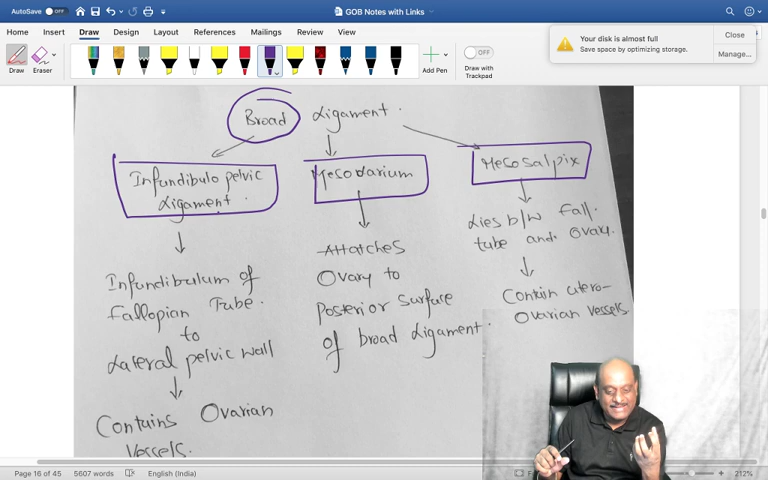 AutoSave OFF
GOB Notes with Links
Home Insert Draw Design Layout References Mailings Review View
Your disk is almost full
Save space by optimizing storage.
Close
Manage...
Draw
Eraser
Add Pen
OFF
Draw with
Trackpad
Broad Ligament.
Infundibulo pelvic
Ligament.
Infundibulum of
Fallopian Tube.
to
Lateral pelvic wall
Contains Ovarian
Vessels.
Mesovarium
Attatches
Ovary to
Posterior Surface
of broad Ligament.
Mesosalpix
Lies b/w Fall.
tube and Ovary.
Contain utero-
Ovarian Vessels.
Page 16 of 45
5607 words
English (India)
212%